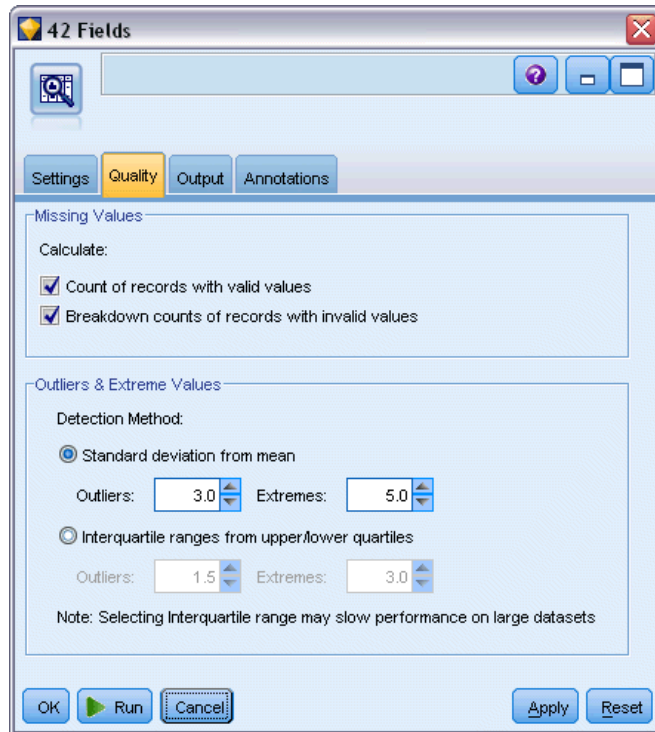 42 Fields
?
Settings Quality Output Annotations
Missing Values
Calculate:
Count of records with valid values
Breakdown counts of records with invalid values
Outliers & Extreme Values
Detection Method:
Standard deviation from mean
Outliers: 3.0 Extremes: 5.0
Interquartile ranges from upper/lower quartiles
Outliers: 1.5 Extremes: 3.0
Note: Selecting Interquartile range may slow performance on large datasets
OK Run Cancel Apply Reset